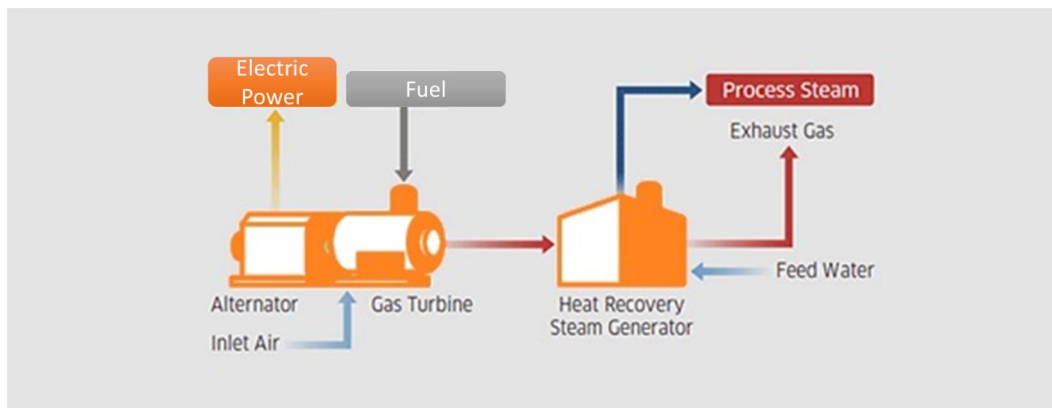 Electric
Power
Fuel
Process Steam
Exhaust Gas
Feed Water
Alternator
Gas Turbine
Heat Recovery
Steam Generator
Inlet Air